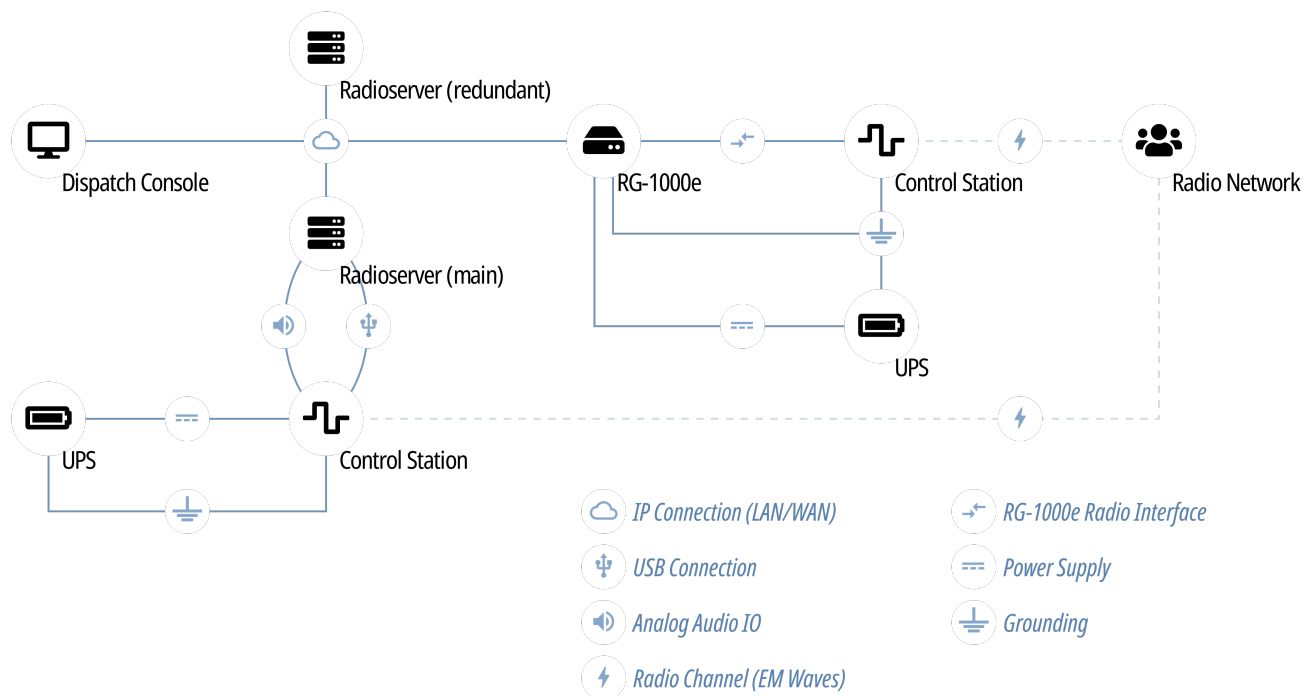 Radioserver (redundant)
Dispatch Console
RG-1000e
Control Station
Radio Network
Radioserver (main)
UPS
UPS
Control Station
IP Connection (LAN/WAN)
RG-1000e Radio Interface
USB Connection
Power Supply
Analog Audio IO
Grounding
Radio Channel (EM Waves)